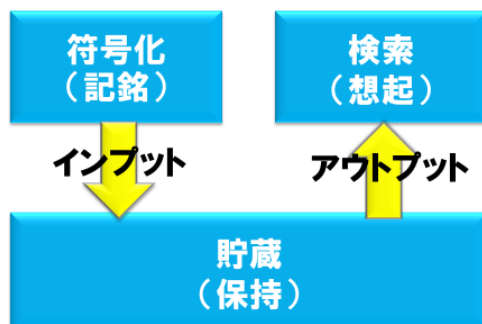 符号化
（記銘）
検索
（想起）
インプット
アウトプット
貯蔵
（保持）